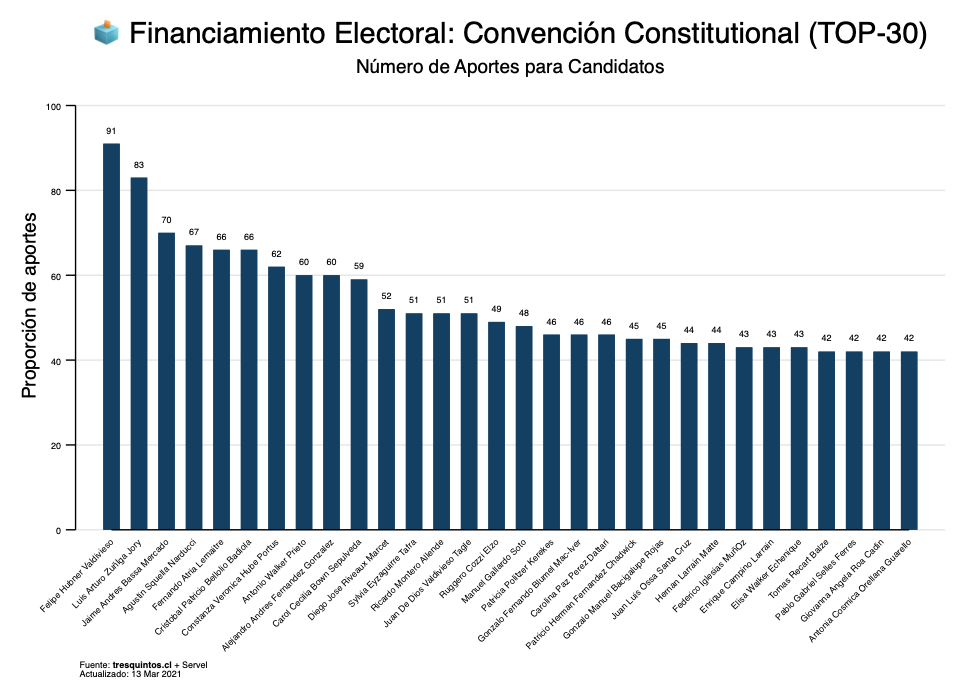 Financiamiento Electoral: Convención Constitutional (TOP-30)
Número de Aportes para Candidatos
Proporción de aportes
100
80
60
40
20
0
91
83
70
67
66
66
62
60
60
59
52
51
51
51
49
48
46
46
46
45
45
44
44
43
43
43
42
42
42
42
Felipe Hubner Valdivieso
Luis Arturo Zuñiga Jory
Jaime Andres Bassa Mercado
Agustin Squella Narducci
Fernando Atria Lemaitre
Cristobal Patricio Bellolio Badiola
Constanza Veronica Hube Portus
Antonio Walker Prieto
Alejandro Andres Fernandez Gonzalez
Carol Cecilia Bown Sepulveda
Diego Jose Riveaux Marcet
Sylvia Eyzaguirre Tafra
Ricardo Montero Allende
Juan De Dios Valdivieso Tagle
Ruggero Cozzi Elzo
Manuel Gallardo Soto
Patricia Politzer Kerekes
Gonzalo Fernando Blumel Mac-Iver
Carolina Paz Perez Dattari
Patricio Herman Fernandez Chadwick
Gonzalo Manuel Bacigalupe Rojas
Juan Luis Ossa Santa Cruz
Hernan Larrain Matte
Federico Iglesias MuñOz
Enrique Campino Larrain
Elisa Walker Echenique
Tomas Recart Balze
Pablo Gabriel Selles Ferres
Giovanna Angela Roa Cadin
Antonia Cosmica Orellana Guarello
Fuente: tresquintos.cl + Servel
Actualizado: 13 Mar 2021